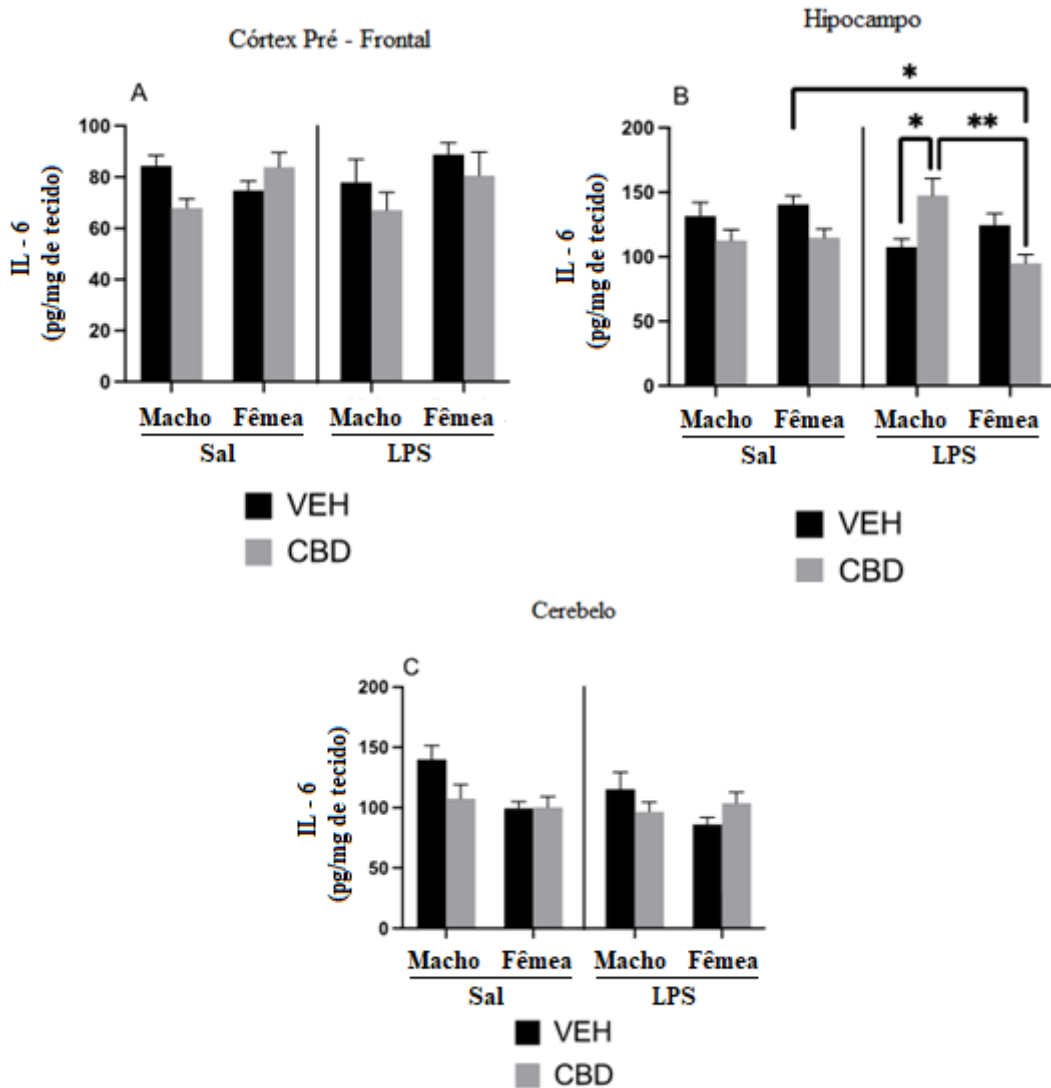 Córtex Pré - Frontal
A
100
80
60
40
20
0
IL - 6
(pg/mg de tecido)
Macho Fêmea Macho Fêmea
Sal LPS
VEH
CBD
Hipocampo
B
*
* **
200
150
100
50
0
IL - 6
(pg/mg de tecido)
Macho Fêmea Macho Fêmea
Sal LPS
VEH
CBD
Cerebelo
C
200
150
100
50
0
IL - 6
(pg/mg de tecido)
Macho Fêmea Macho Fêmea
Sal LPS
VEH
CBD